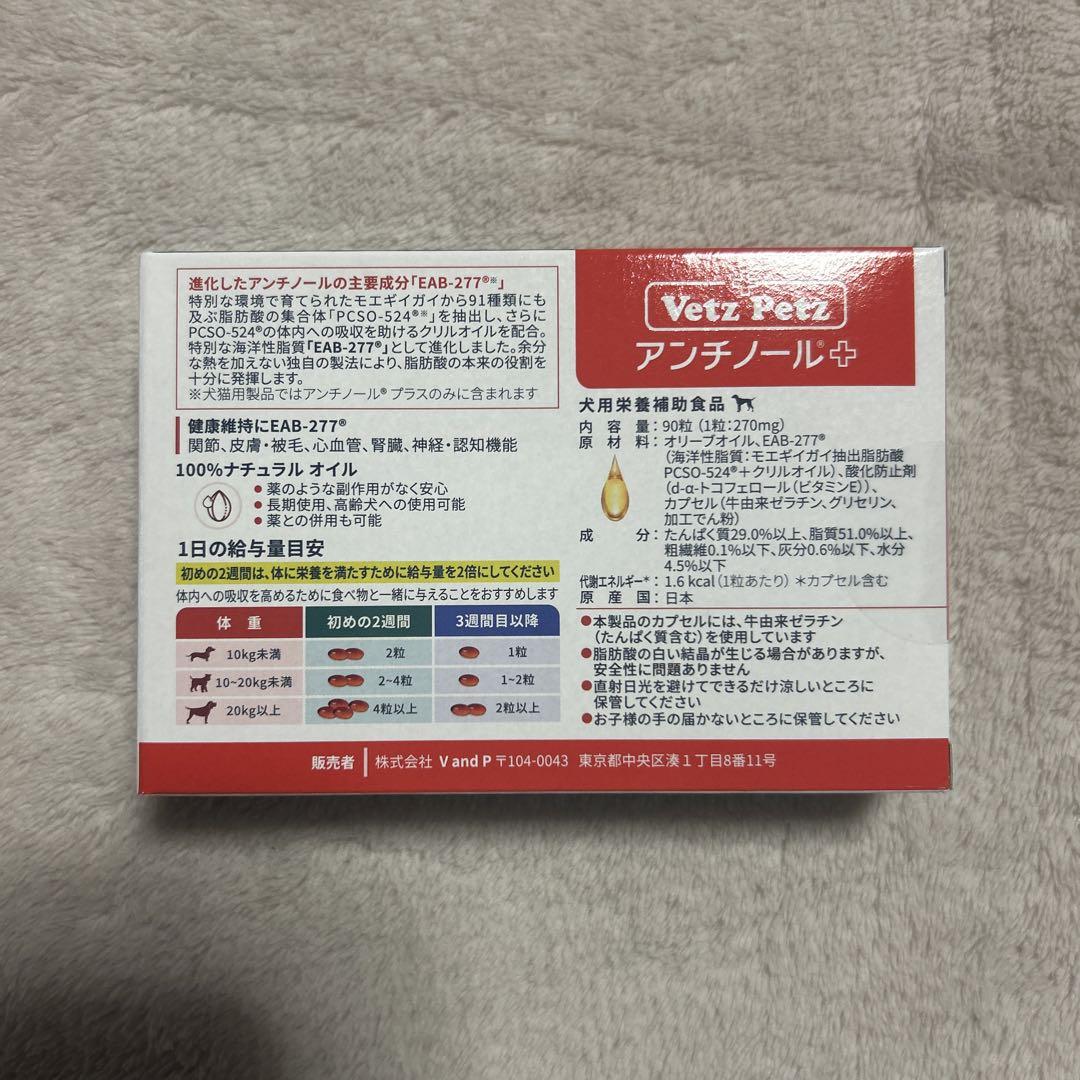 進化したアンチノールの主要成分「EAB-277®※」
特別な環境で育てられたモエギイガイから91種類にも
及ぶ脂肪酸の集合体「PCSO-524®※」を抽出し、さらに
PCSO-524®の体内への吸収を助けるクリルオイルを配合。
特別な海洋性脂質「EAB-277®」として進化しました。余分
な熱を加えない独自の製法により、脂肪酸の本来の役割を
十分に発揮します。
※犬猫用製品ではアンチノール® プラスのみに含まれます
健康維持にEAB-277®
関節、皮膚・被毛、心血管、腎臓、神経・認知機能
100%ナチュラル オイル
●薬のような副作用がなく安心
●長期使用、高齢犬への使用可能
●薬との併用も可能
1日の給与量目安
初めの2週間は、体に栄養を満たすために給与量を2倍にしてください
体内への吸収を高めるために食べ物と一緒に与えることをおすすめします
体 重 初めの2週間 3週間目以降
10kg未満 2粒 1粒
10~20kg未満 2~4粒 1~2粒
20kg以上 4粒以上 2粒以上
Vetz Petz
アンチノール®+
犬用栄養補助食品
内 容 量:90粒(1粒:270mg)
原 材 料:オリーブオイル、EAB-277®
(海洋性脂質:モエギイガイ抽出脂肪酸
PCSO-524®+クリルオイル)、酸化防止剤
(d-α-トコフェロール(ビタミンE))、
カプセル(牛由来ゼラチン、グリセリン、
加工でん粉)
成 分:たんぱく質29.0%以上、脂質51.0%以上、
粗繊維0.1%以下、灰分0.6%以下、水分
4.5%以下
代謝エネルギー*:1.6 kcal(1粒あたり) *カプセル含む
原 産 国:日本
●本製品のカプセルには、牛由来ゼラチン
(たんぱく質含む)を使用しています
●脂肪酸の白い結晶が生じる場合がありますが、
安全性に問題ありません
●直射日光を避けてできるだけ涼しいところに
保管してください
●お子様の手の届かないところに保管してください
販売者 株式会社 V and P 〒104-0043 東京都中央区湊1丁目8番11号